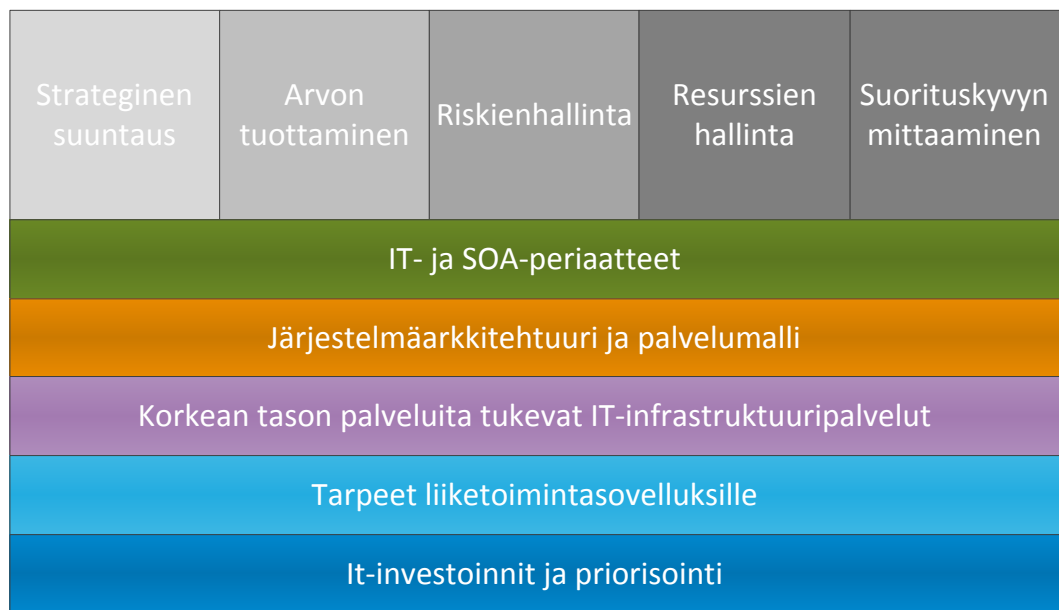 Strateginen
suuntaus
Arvon
tuottaminen
Riskienhallinta
Resurssien
hallinta
Suorituskyvyn
mittaaminen
IT- ja SOA-periaatteet
Järjestelmäarkkitehtuuri ja palvelumalli
Korkean tason palveluita tukevat IT-infrastruktuuripalvelut
Tarpeet liiketoimintasovelluksille
It-investoinnit ja priorisointi